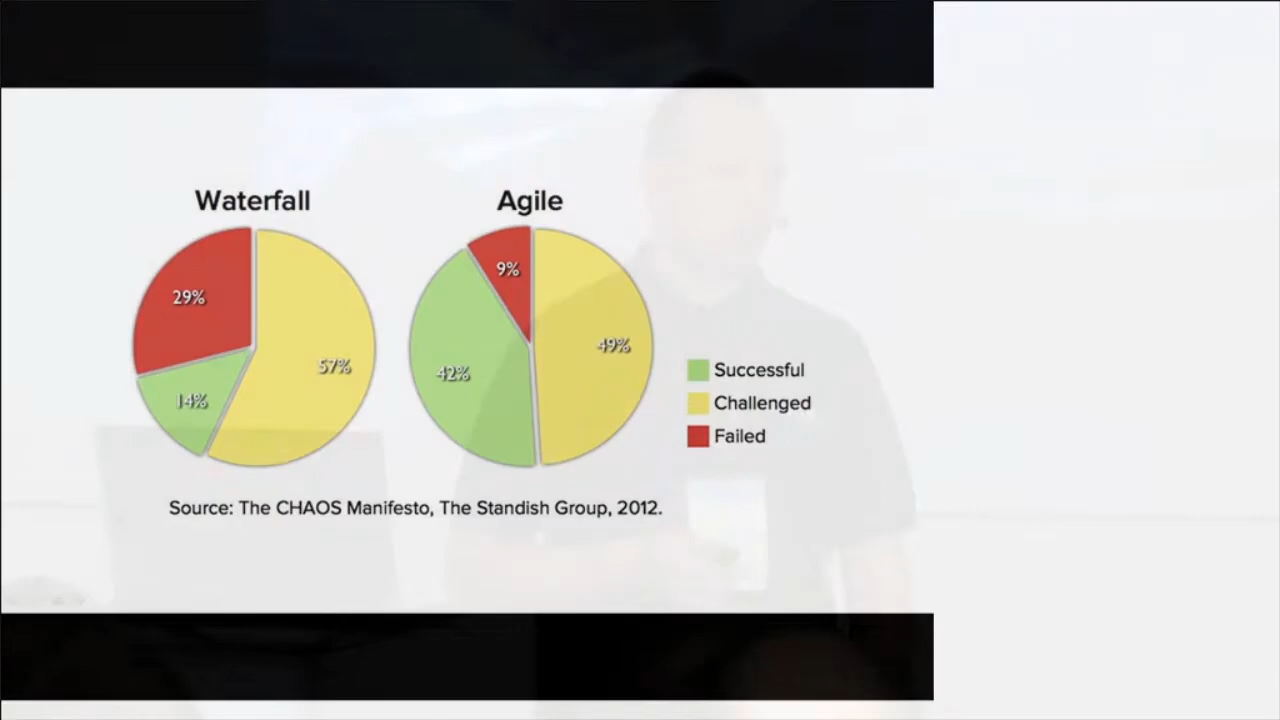 Waterfall
Agile
29%
57%
14%
9%
49%
42%
Successful
Challenged
Failed
Source: The CHAOS Manifesto, The Standish Group, 2012.